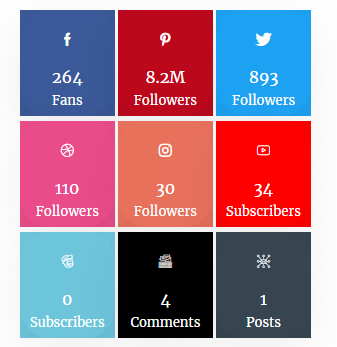 264
Fans
8.2M
Followers
893
Followers
110
Followers
30
Followers
34
Subscribers
0
Subscribers
4
Comments
1
Posts